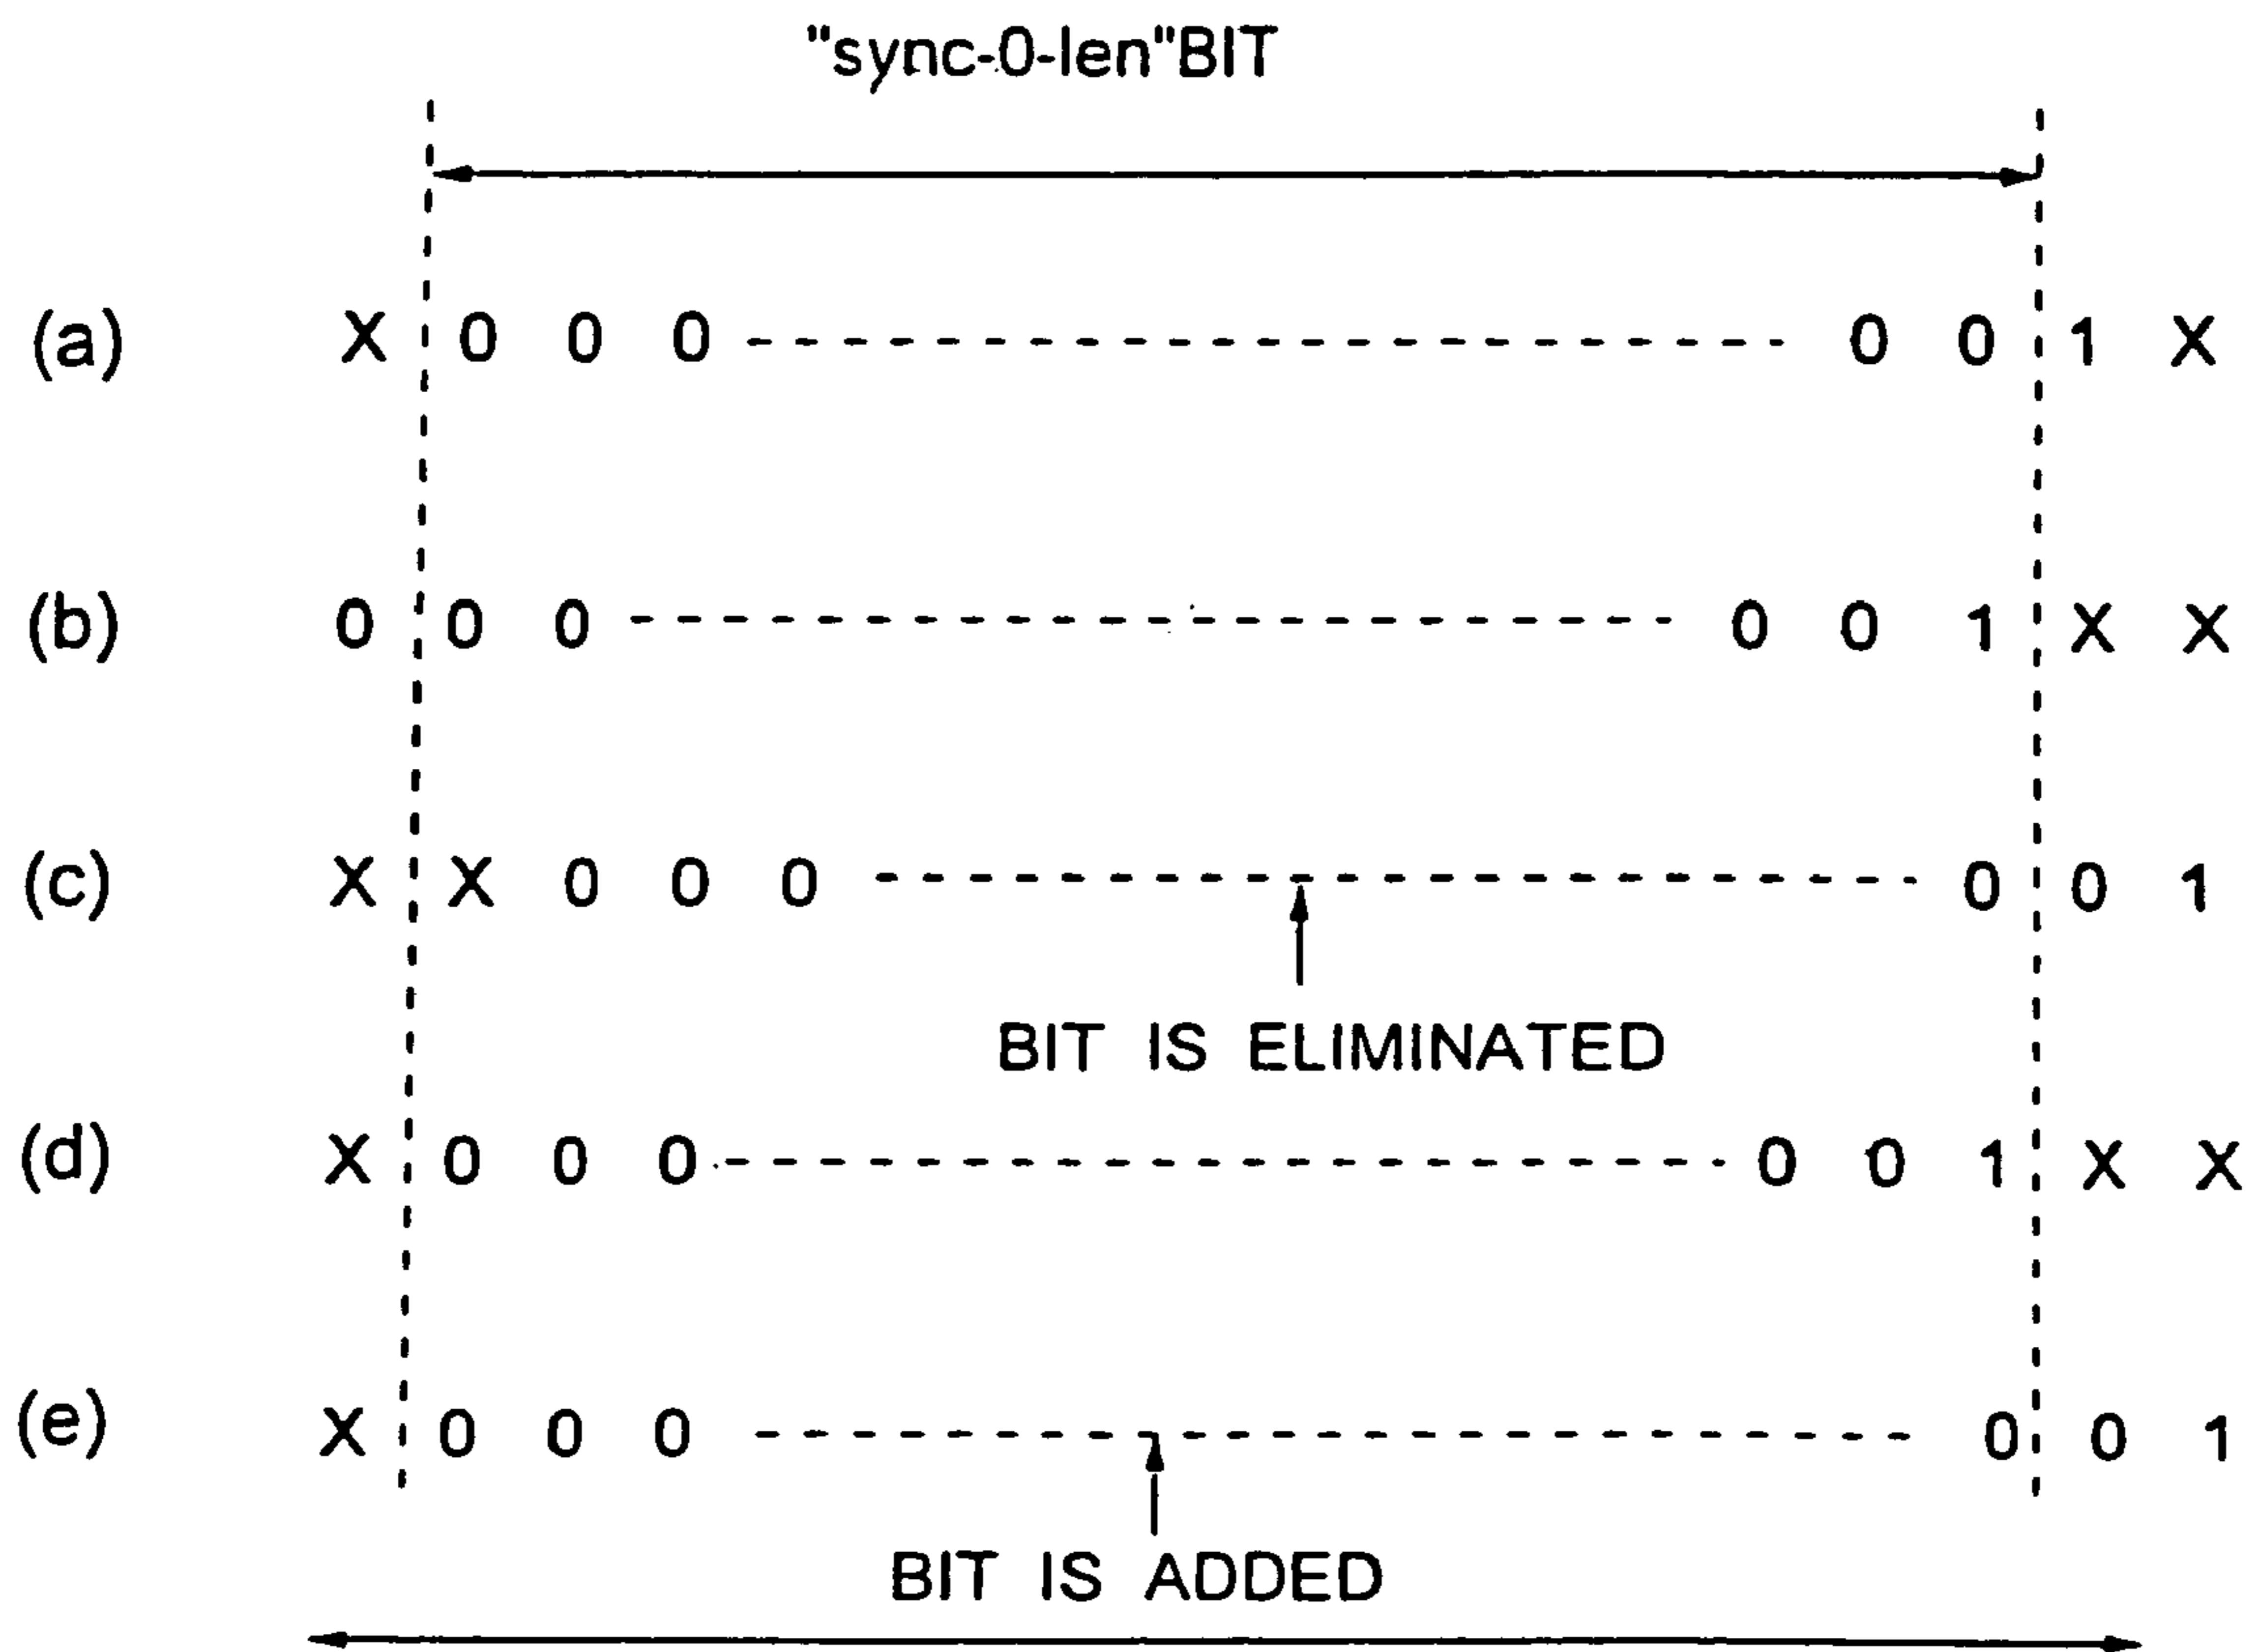 "sync-0-len"BIT
(a) X 0 0 0 ----------------------- 0 0 1 X
(b) 0 0 0 ----------------------- 0 0 1 X X
(c) X X 0 0 0 ----------------------- 0 0 1
BIT IS ELIMINATED
(d) X 0 0 0 ---------------------- 0 0 1 X X
(e) X 0 0 0 ------------------------- 0 0 1
BIT IS ADDED